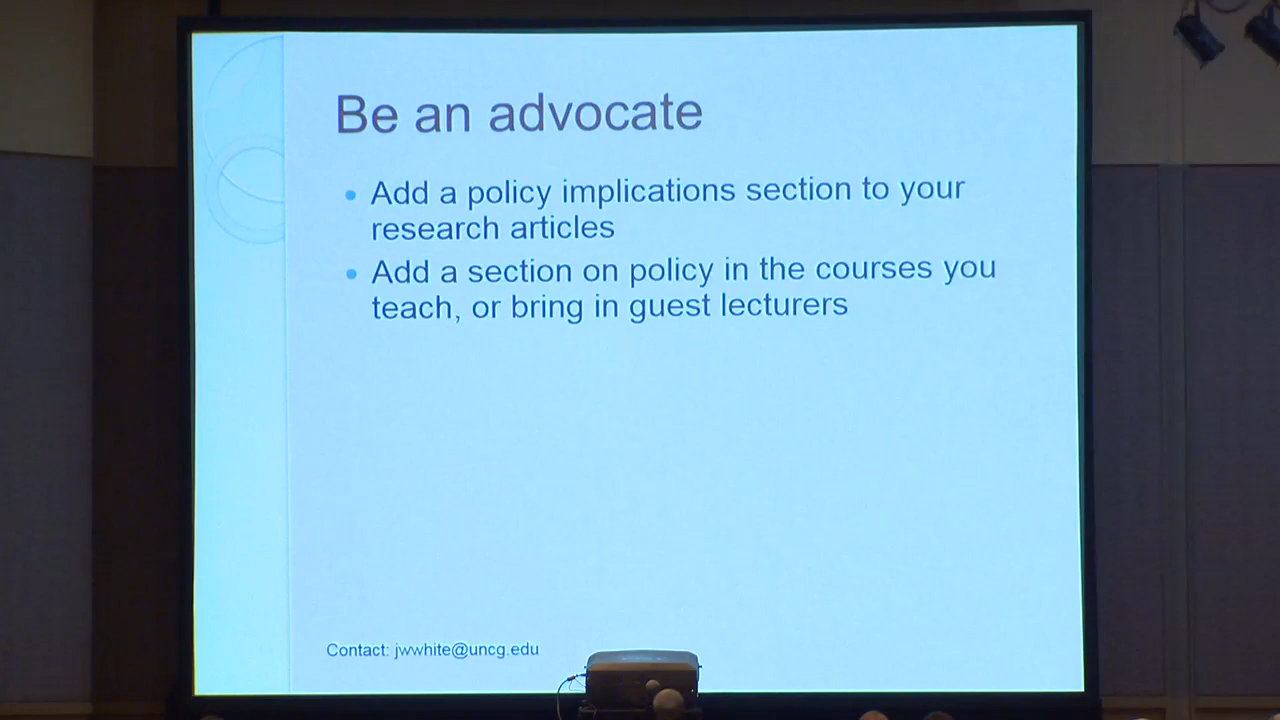 Be an advocate
• Add a policy implications section to your
research articles
• Add a section on policy in the courses you
teach, or bring in guest lecturers
Contact: jwwhite@uncg.edu